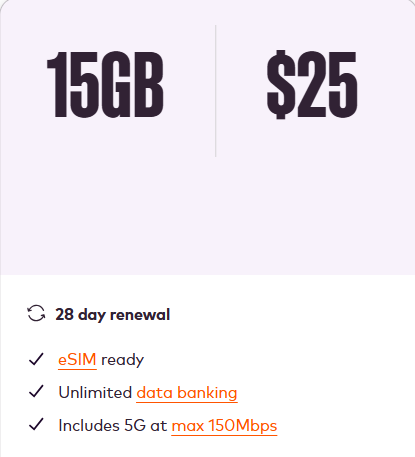 15GB $25
28 day renewal
eSIM ready
Unlimited data banking
Includes 5G at max 150Mbps